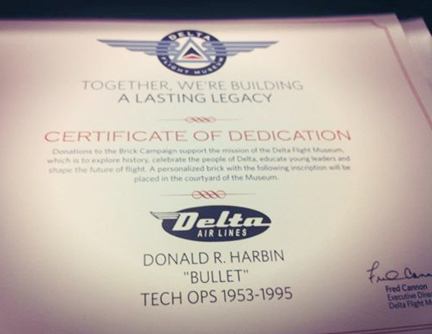 DELTA
FLIGHT MUSEUM
TOGETHER, WE'RE BUILDING
A LASTING LEGACY
CERTIFICATE OF DEDICATION
Donations to the Brick Campaign support the mission of the Delta Flight Museum,
which is to explore history, celebrate the people of Delta, educate young leaders and
shape the future of flight. A personalized brick with the following inscription will be
placed in the courtyard of the Museum.
Delta
AIR LINES
DONALD R. HARBIN
"BULLET"
TECH OPS 1953-1995
Fred Cannon
Executive Direc
Delta Flight M